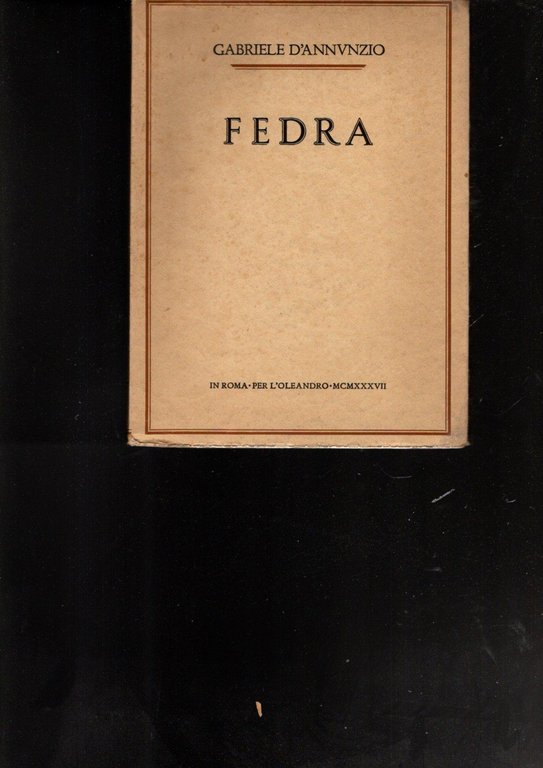 GABRIELE D'ANNVNZIO
FEDRA
IN ROMA·PER L'OLEANDRO·MCMXXXVII